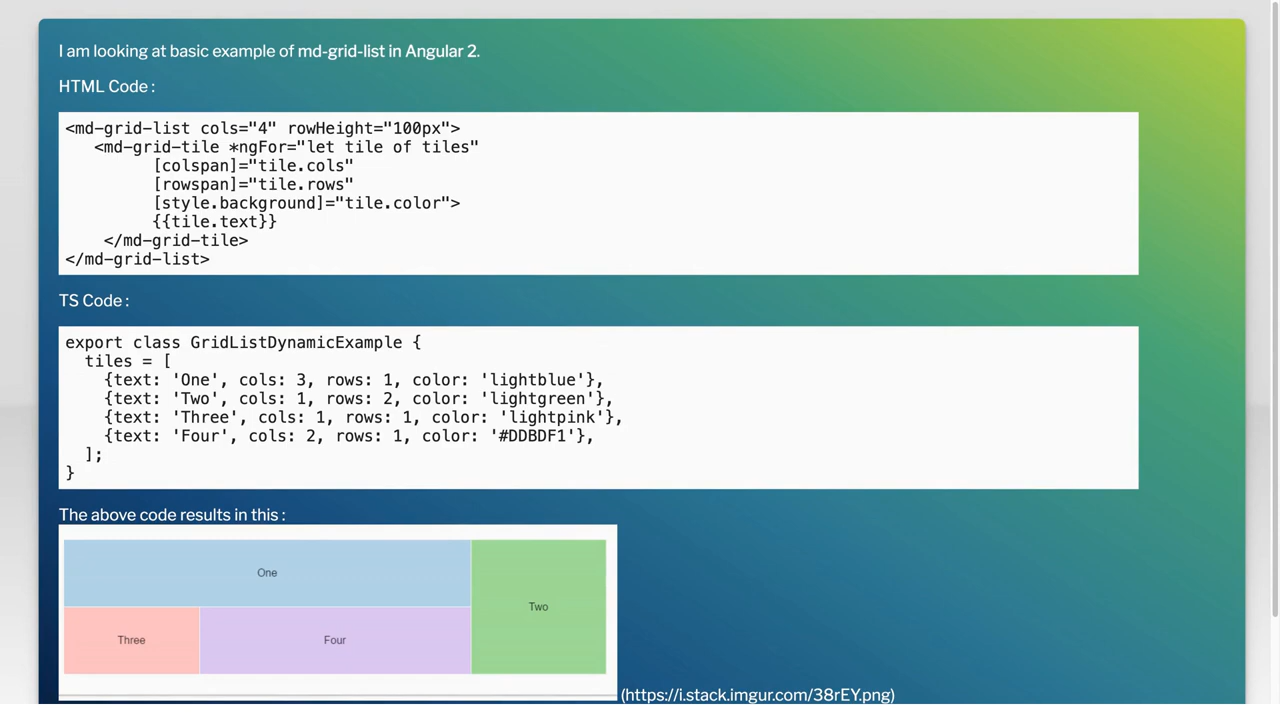 I am looking at basic example of md-grid-list in Angular 2.
HTML Code :
<md-grid-list cols="4" rowHeight="100px">
   <md-grid-tile *ngFor="let tile of tiles"
         [colspan]="tile.cols"
         [rowspan]="tile.rows"
         [style.background]="tile.color">
         {{tile.text}}
    </md-grid-tile>
</md-grid-list>
TS Code :
export class GridListDynamicExample {
  tiles = [
    {text: 'One', cols: 3, rows: 1, color: 'lightblue'},
    {text: 'Two', cols: 1, rows: 2, color: 'lightgreen'},
    {text: 'Three', cols: 1, rows: 1, color: 'lightpink'},
    {text: 'Four', cols: 2, rows: 1, color: '#DDBDF1'},
  ];
}
The above code results in this :
One
Two
Three
Four
(https://i.stack.imgur.com/38rEY.png)